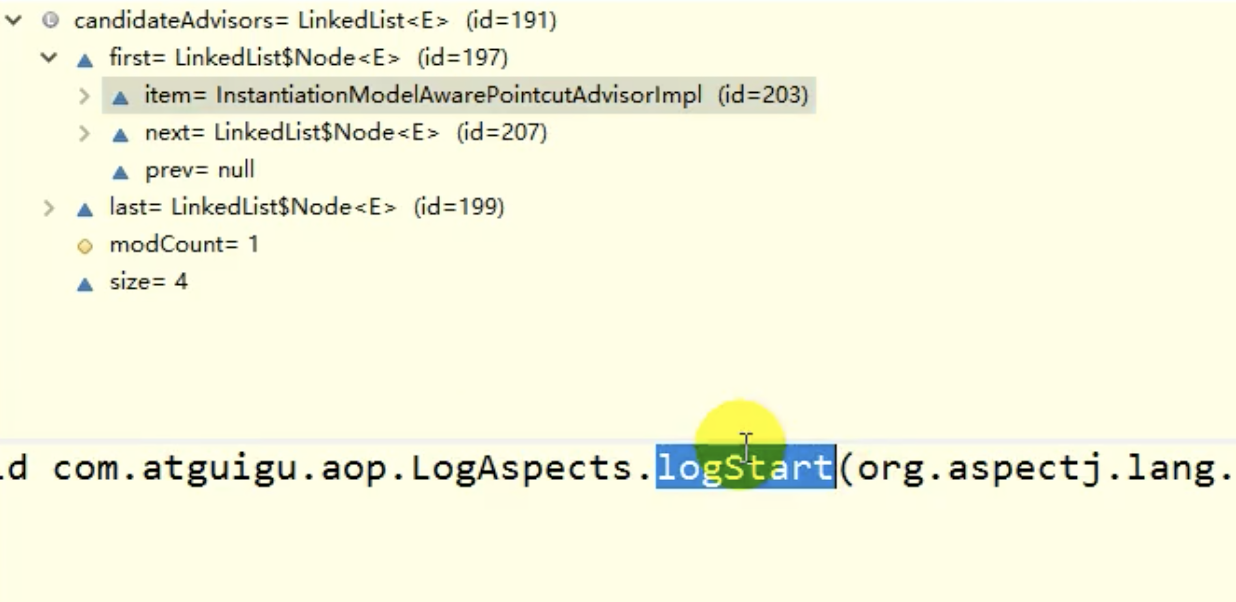 candidateAdvisors= LinkedList<E> (id=191)
first= LinkedList$Node<E> (id=197)
item= InstantiationModelAwarePointcutAdvisorImpl (id=203)
next= LinkedList$Node<E> (id=207)
prev= null
last= LinkedList$Node<E> (id=199)
modCount= 1
size= 4
d com.atguigu.aop.LogAspects.logStart(org.aspectj.lang.